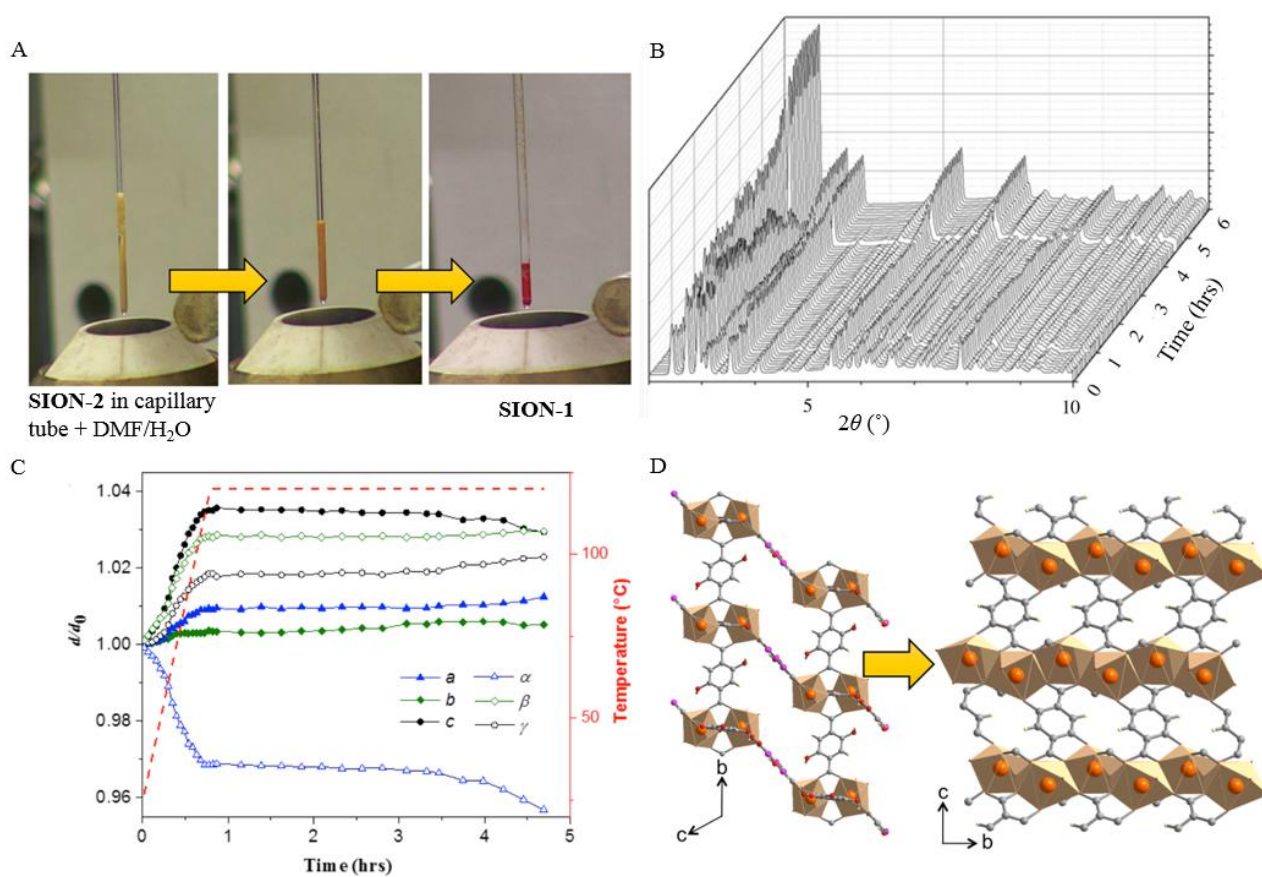 A
SION-2 in capillary
tube + DMF/H₂O
SION-1
B
5
10
2θ (°)
0
1
2
3
4
5
6
Time (hrs)
C
d/d₀
1.04
1.02
1.00
0.98
0.96
a
b
c
α
β
γ
100
50
Temperature (°C)
0
1
2
3
4
5
Time (hrs)
D
b
c
c
b